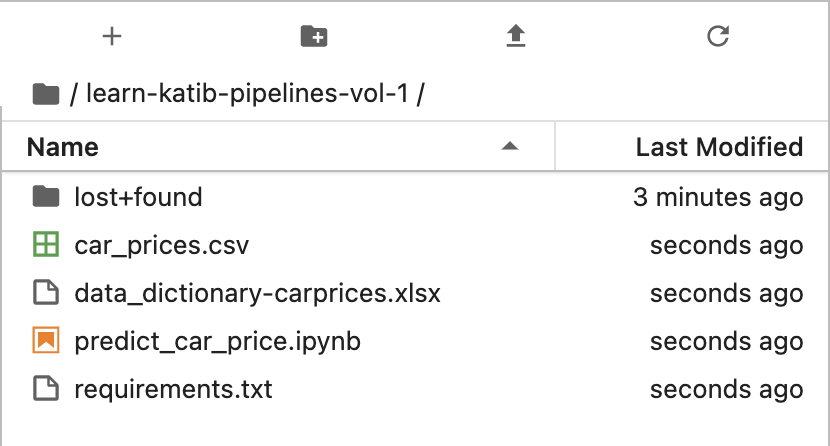 / learn-katib-pipelines-vol-1 /
Name Last Modified
lost+found 3 minutes ago
car_prices.csv seconds ago
data_dictionary-carprices.xlsx seconds ago
predict_car_price.ipynb seconds ago
requirements.txt seconds ago